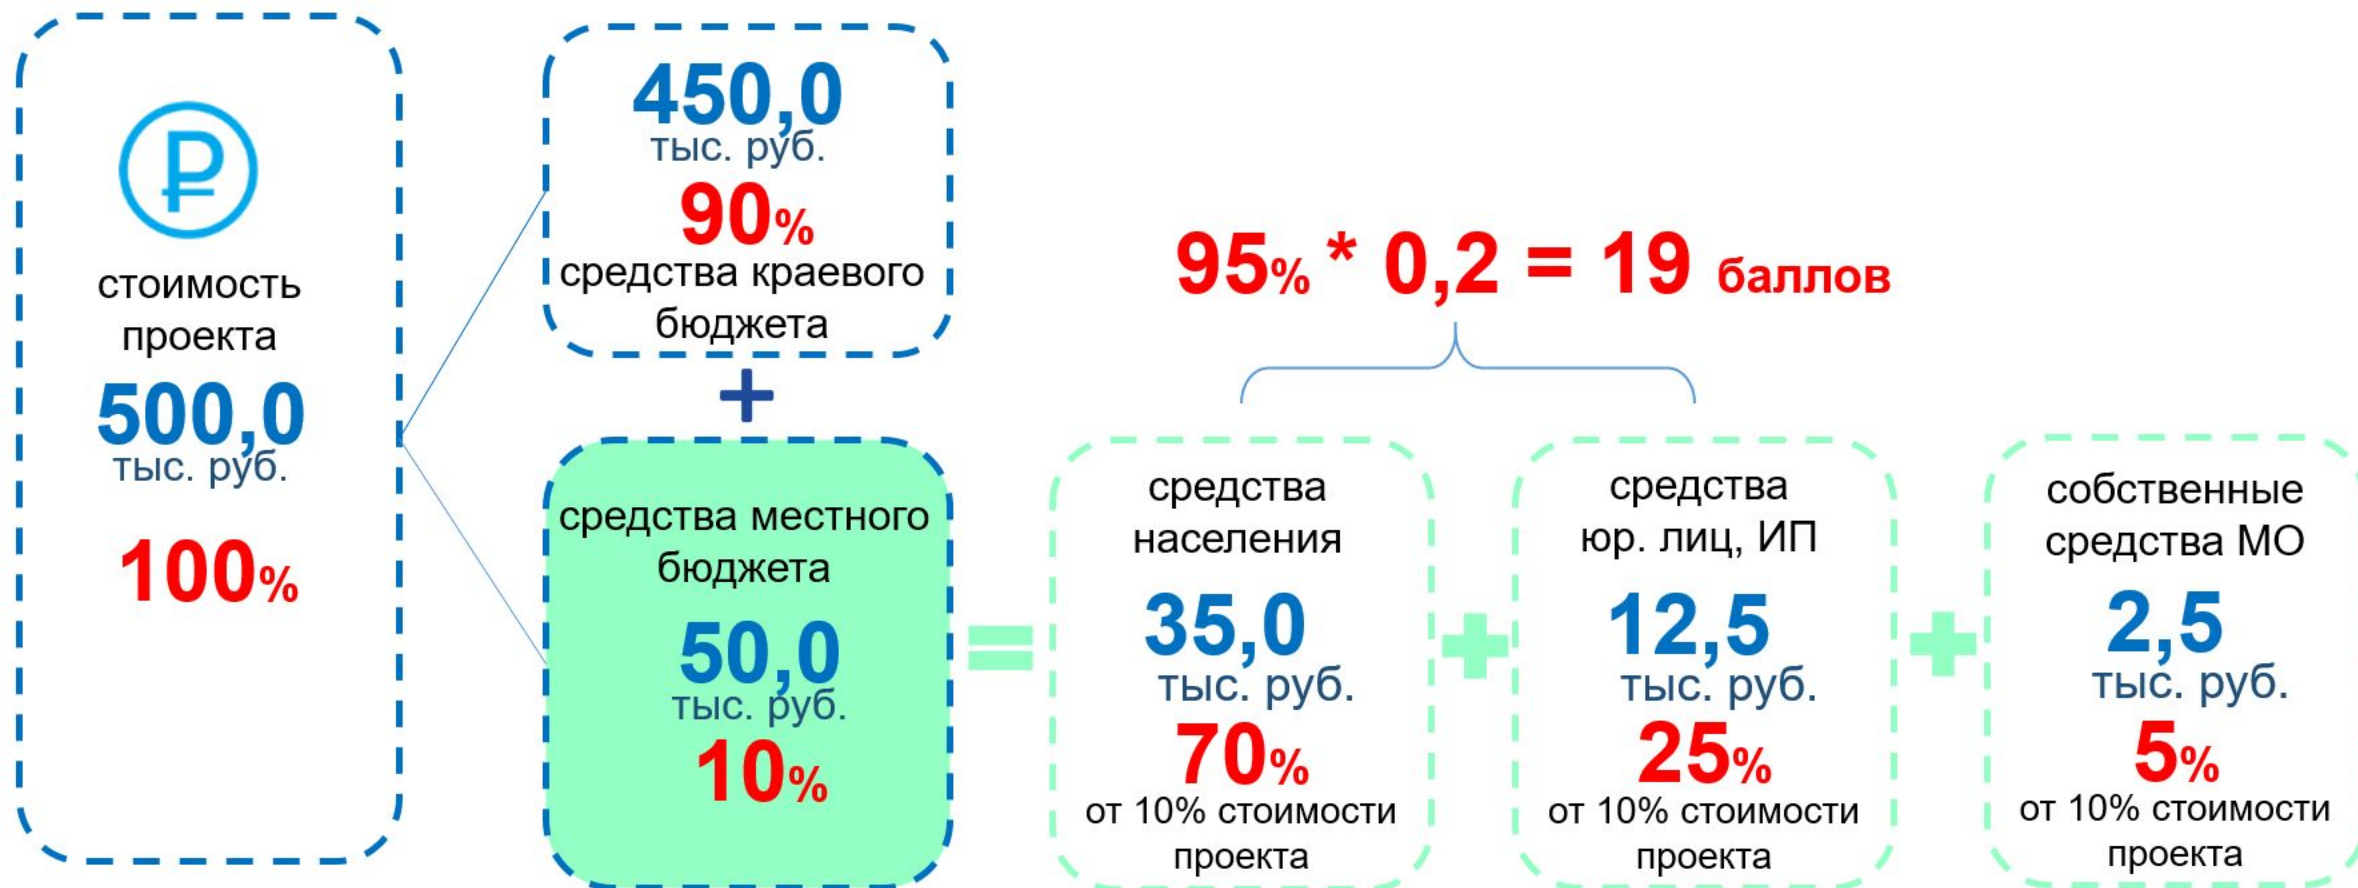 стоимость
проекта
500,0
тыс. руб.
100%
450,0
тыс. руб.
90%
средства краевого
бюджета
+
средства местного
бюджета
50,0
тыс. руб.
10%
=
95% * 0,2 = 19 баллов
средства
населения
35,0
тыс. руб.
70%
от 10% стоимости
проекта
+
средства
юр. лиц, ИП
12,5
тыс. руб.
25%
от 10% стоимости
проекта
+
собственные
средства МО
2,5
тыс. руб.
5%
от 10% стоимости
проекта